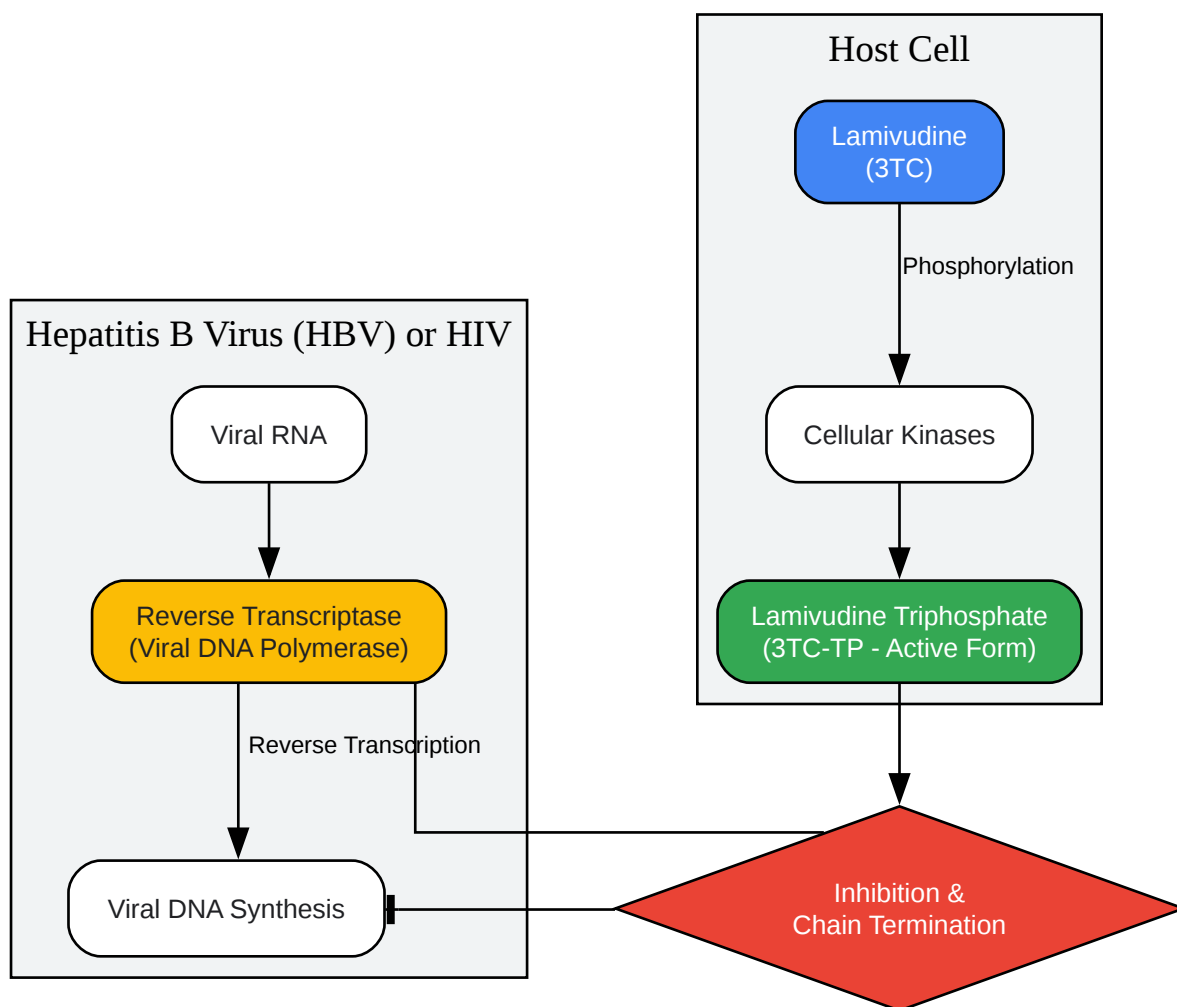 Host Cell
Lamivudine
(3TC)
Phosphorylation
Cellular Kinases
Lamivudine Triphosphate
(3TC-TP - Active Form)
Hepatitis B Virus (HBV) or HIV
Viral RNA
Reverse Transcriptase
(Viral DNA Polymerase)
Reverse Transcription
Viral DNA Synthesis
Inhibition &
Chain Termination